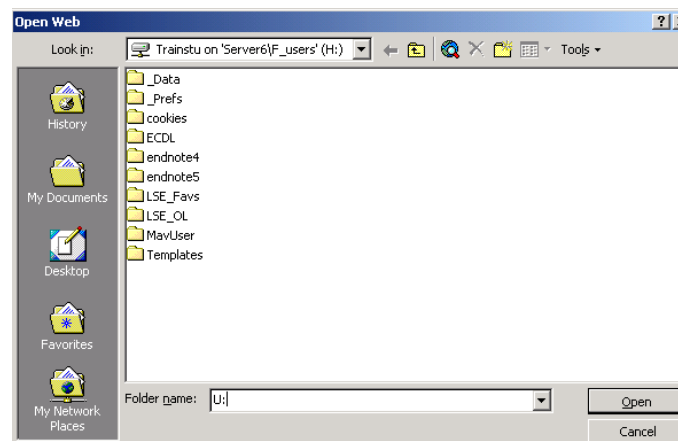 Open Web
?
Look in:
Trainstu on 'Server6\F_users' (H:)
Tools
_Data
_Prefs
cookies
ECDL
endnote4
endnote5
LSE_Favs
LSE_OL
MavUser
Templates
History
My Documents
Desktop
Favorites
My Network
Places
Folder name:
U:
Open
Cancel